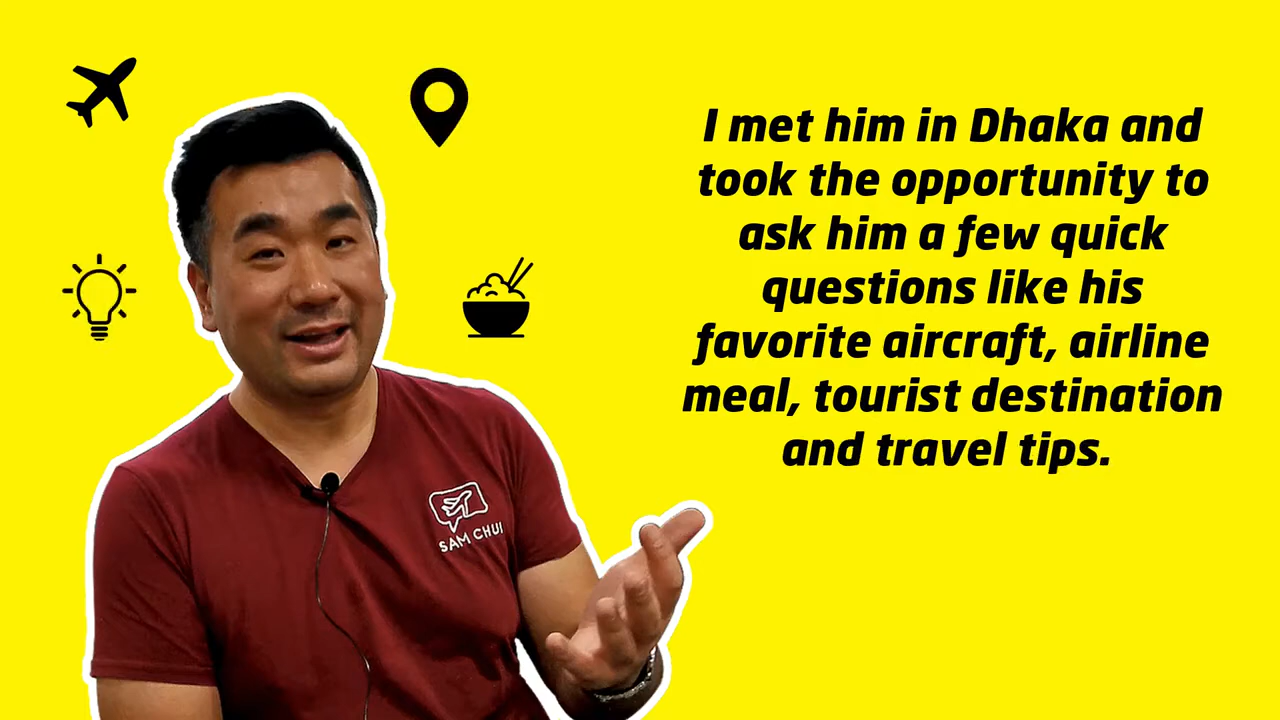 I met him in Dhaka and
took the opportunity to
ask him a few quick
questions like his
favorite aircraft, airline
meal, tourist destination
and travel tips.
SAM CHUI